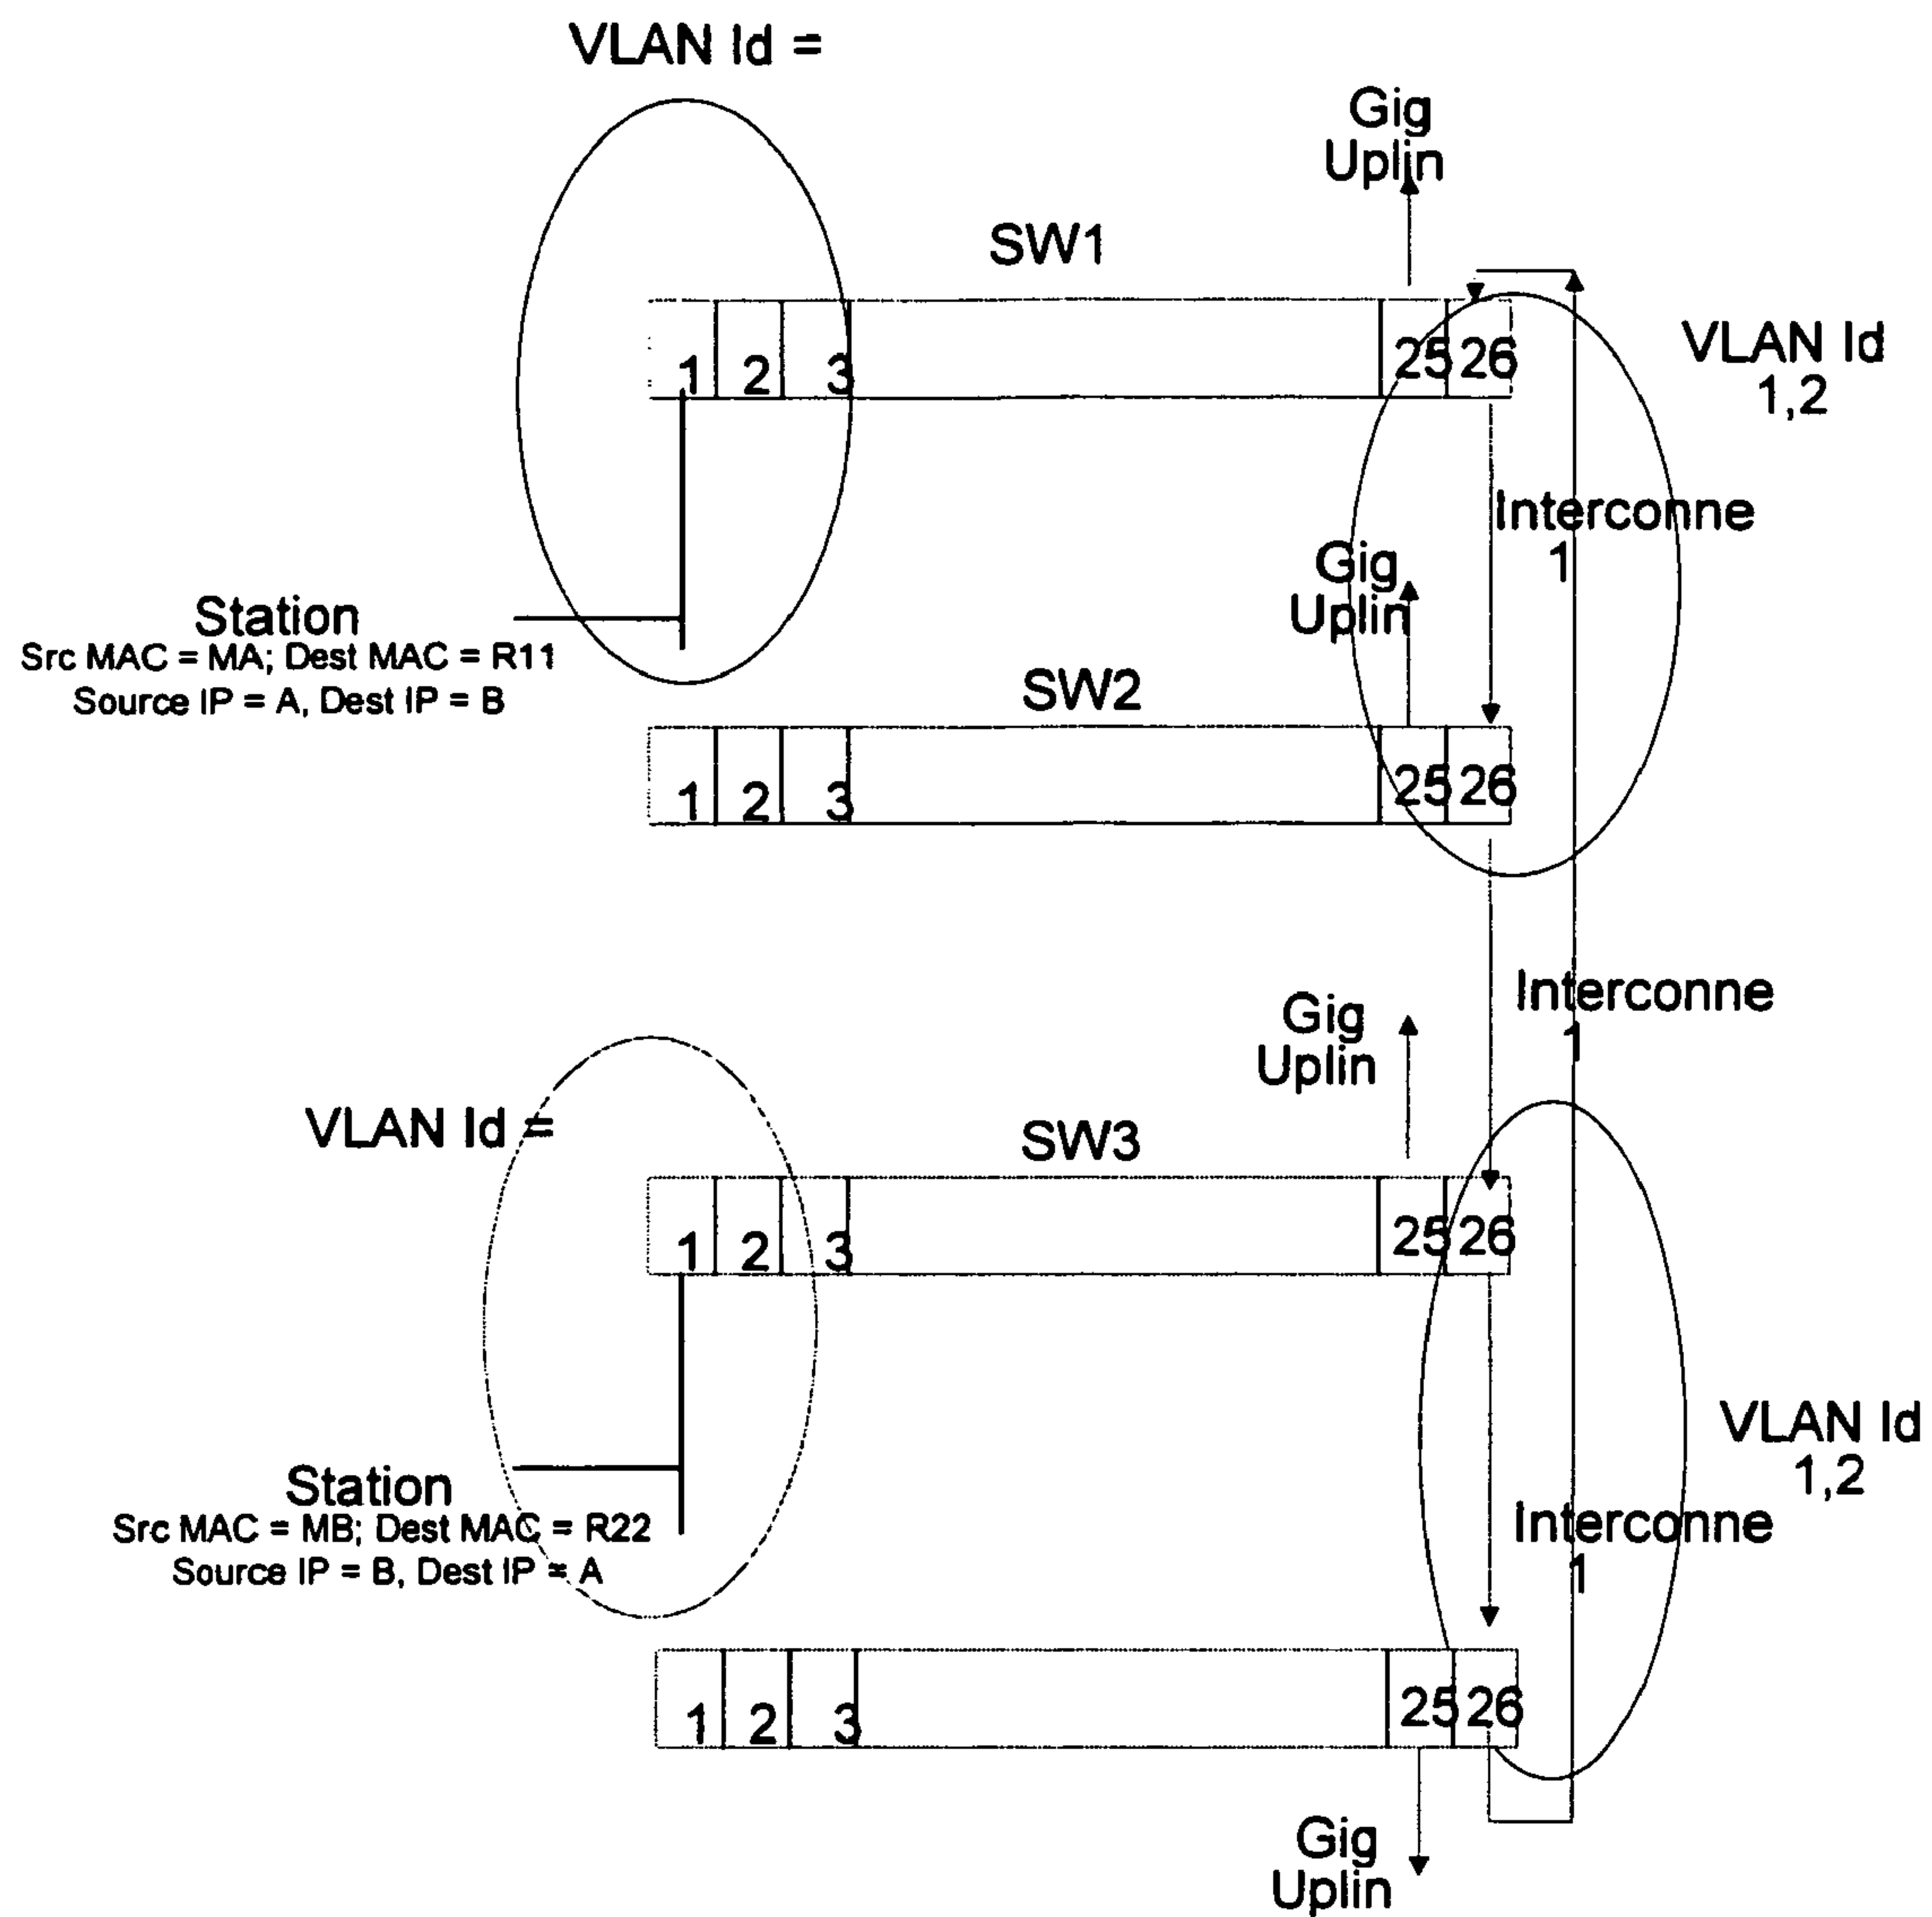 VLAN Id =
Gig
Uplin
SW1
1 2 3 25 26
VLAN Id
1,2
Interconne
1
Gig
Uplin
Station
Src MAC = MA; Dest MAC = R11
Source IP = A, Dest IP = B
SW2
1 2 3 25 26
Interconne
1
Gig
Uplin
VLAN Id =
SW3
1 2 3 25 26
VLAN Id
1,2
Station
Src MAC = MB; Dest MAC = R22
Source IP = B, Dest IP = A
Interconne
1
1 2 3 25 26
Gig
Uplin